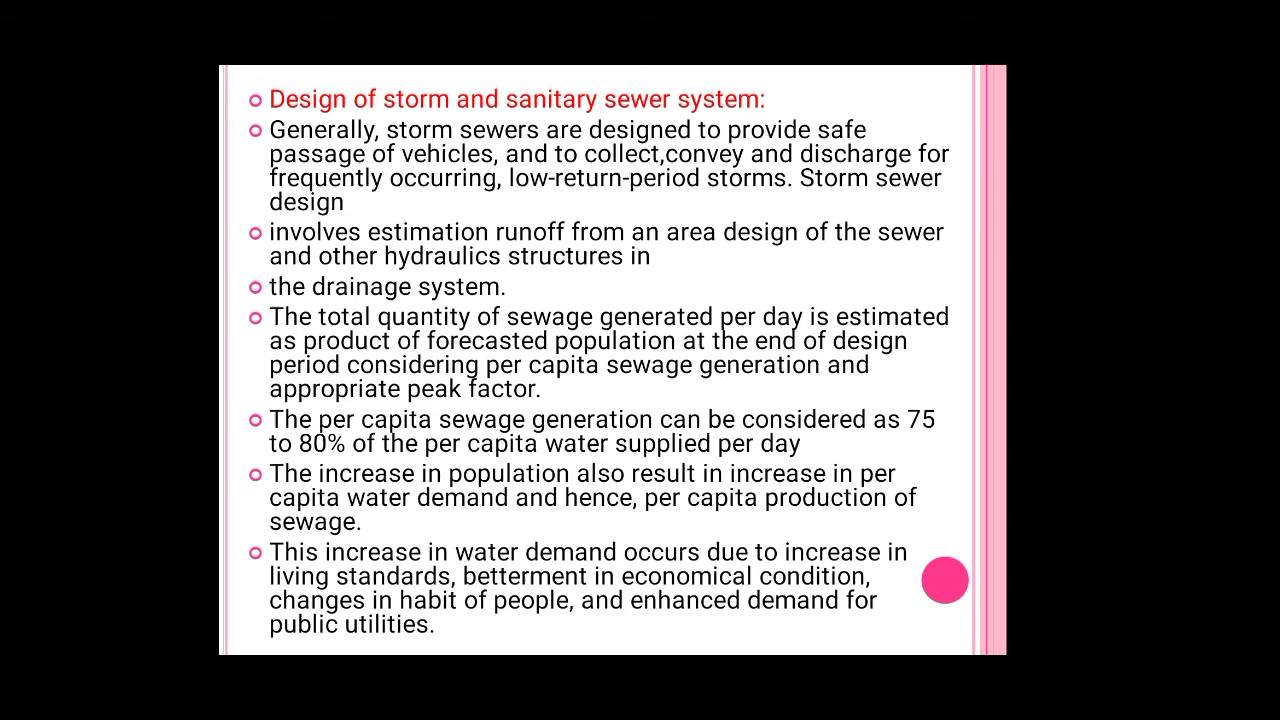 Design of storm and sanitary sewer system:
Generally, storm sewers are designed to provide safe
passage of vehicles, and to collect,convey and discharge for
frequently occurring, low-return-period storms. Storm sewer
design
involves estimation runoff from an area design of the sewer
and other hydraulics structures in
the drainage system.
The total quantity of sewage generated per day is estimated
as product of forecasted population at the end of design
period considering per capita sewage generation and
appropriate peak factor.
The per capita sewage generation can be considered as 75
to 80% of the per capita water supplied per day
The increase in population also result in increase in per
capita water demand and hence, per capita production of
sewage.
This increase in water demand occurs due to increase in
living standards, betterment in economical condition,
changes in habit of people, and enhanced demand for
public utilities.